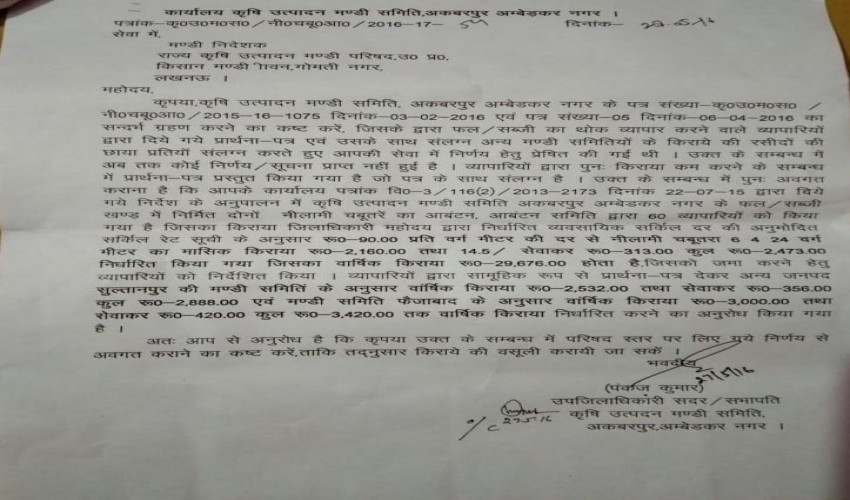 कार्यालय कृषि उत्पादन मण्डी समिति,अकबरपुर अम्बेडकर नगर ।
पत्रांक-कृ0उ0म0स0/नी0चबू0आ0/2016-17- दिनांक-
सेवा में,
मण्डी निदेशक
राज्य कृषि उत्पादन मण्डी परिषद,उ0 प्र0,
किसान मण्डी भवन,गोमती नगर,
लखनऊ ।
महोदय,
कृपया,कृषि उत्पादन मण्डी समिति, अकबरपुर अम्बेडकर नगर के पत्र संख्या-कृ0उ0म0स0 /
नी0चबू0आ0/2015-16-1075 दिनांक-03-02-2016 एवं पत्र संख्या-05 दिनांक-06-04-2016 का
सन्दर्भ ग्रहण करने का कष्ट करें, जिसके द्वारा फल/सब्जी का थोक व्यापार करने वाले व्यापारियों
द्वारा दिये गये प्रार्थना-पत्र एवं उसके साथ संलग्न अन्य मण्डी समितियों के किराये की रसीदों की
छाया प्रतियॉ संलग्न करते हुए आपकी सेवा में निर्णय हेतु प्रेषित की गई थी । उक्त के सम्बन्ध में
अब तक कोई निर्णय/सूचना प्राप्त नहीं हुई है । व्यापारियों द्वारा पुनः किराया कम करने के सम्बन्ध
में प्रार्थना-पत्र प्रस्तुत किया गया है जो पत्र के साथ संलग्न है । उक्त के सम्बन्ध में पुनः अवगत
कराना है कि आपके कार्यालय पत्रांक वि0-3/116(2)/2013-2173 दिनांक 22-07-15 द्वारा दिये
गये निर्देश के अनुपालन में कृषि उत्पादन मण्डी समिति अकबरपुर अम्बेडकर नगर के फल/सब्जी
खण्ड में निर्मित दोनों नीलामी चबूतरें का आबंटन, आबंटन समिति द्वारा 60 व्यापारियों को किया
गया है जिसका किराया जिलाधिकारी महोदय द्वारा निर्धारित व्यवसायिक सर्किल दर की अनुमोदित
सर्किल रेट सूची के अनुसार रू0-90.00 प्रति वर्ग मीटर की दर से नीलामी चबूतरा 6 4 24 वर्ग
मीटर का मासिक किराया रू0-2,160.00 तथा 14.5/ सेवाकर रू0-313.00 कुल रू0-2,473.00
निर्धारित किया गया जिसका वार्षिक किराया रू0-29,676.00 होता है,जिसको जमा करने हेतु
व्यापारियों को निर्देशित किया । व्यापारियों द्वारा सामूहिक रूप से प्रार्थना-पत्र देकर अन्य जनपद
सुल्तानपुर की मण्डी समिति के अनुसार वार्षिक किराया रू0-2,532.00 तथा सेवाकर रू0-356.00
कुल रू0-2,888.00 एवं मण्डी समिति फैजाबाद के अनुसार वार्षिक किराया रू0-3,000.00 तथा
सेवाकर रू0-420.00 कुल रू0-3,420.00 तक वार्षिक किराया निर्धारित करने का अनुरोध किया गया
है ।
अतः आप से अनुरोध है कि कृपया उक्त के सम्बन्ध में परिषद स्तर पर लिए गये निर्णय से
अवगत कराने का कष्ट करें,ताकि तद्नुसार किराये की वसूली करायी जा सकें ।
भवदीय
27/5/16
(पंकज कुमार)
उपजिलाधिकारी सदर/सभापति
कृषि उत्पादन मण्डी समिति,
27.5.16
o/c
अकबरपुर,अम्बेडकर नगर ।